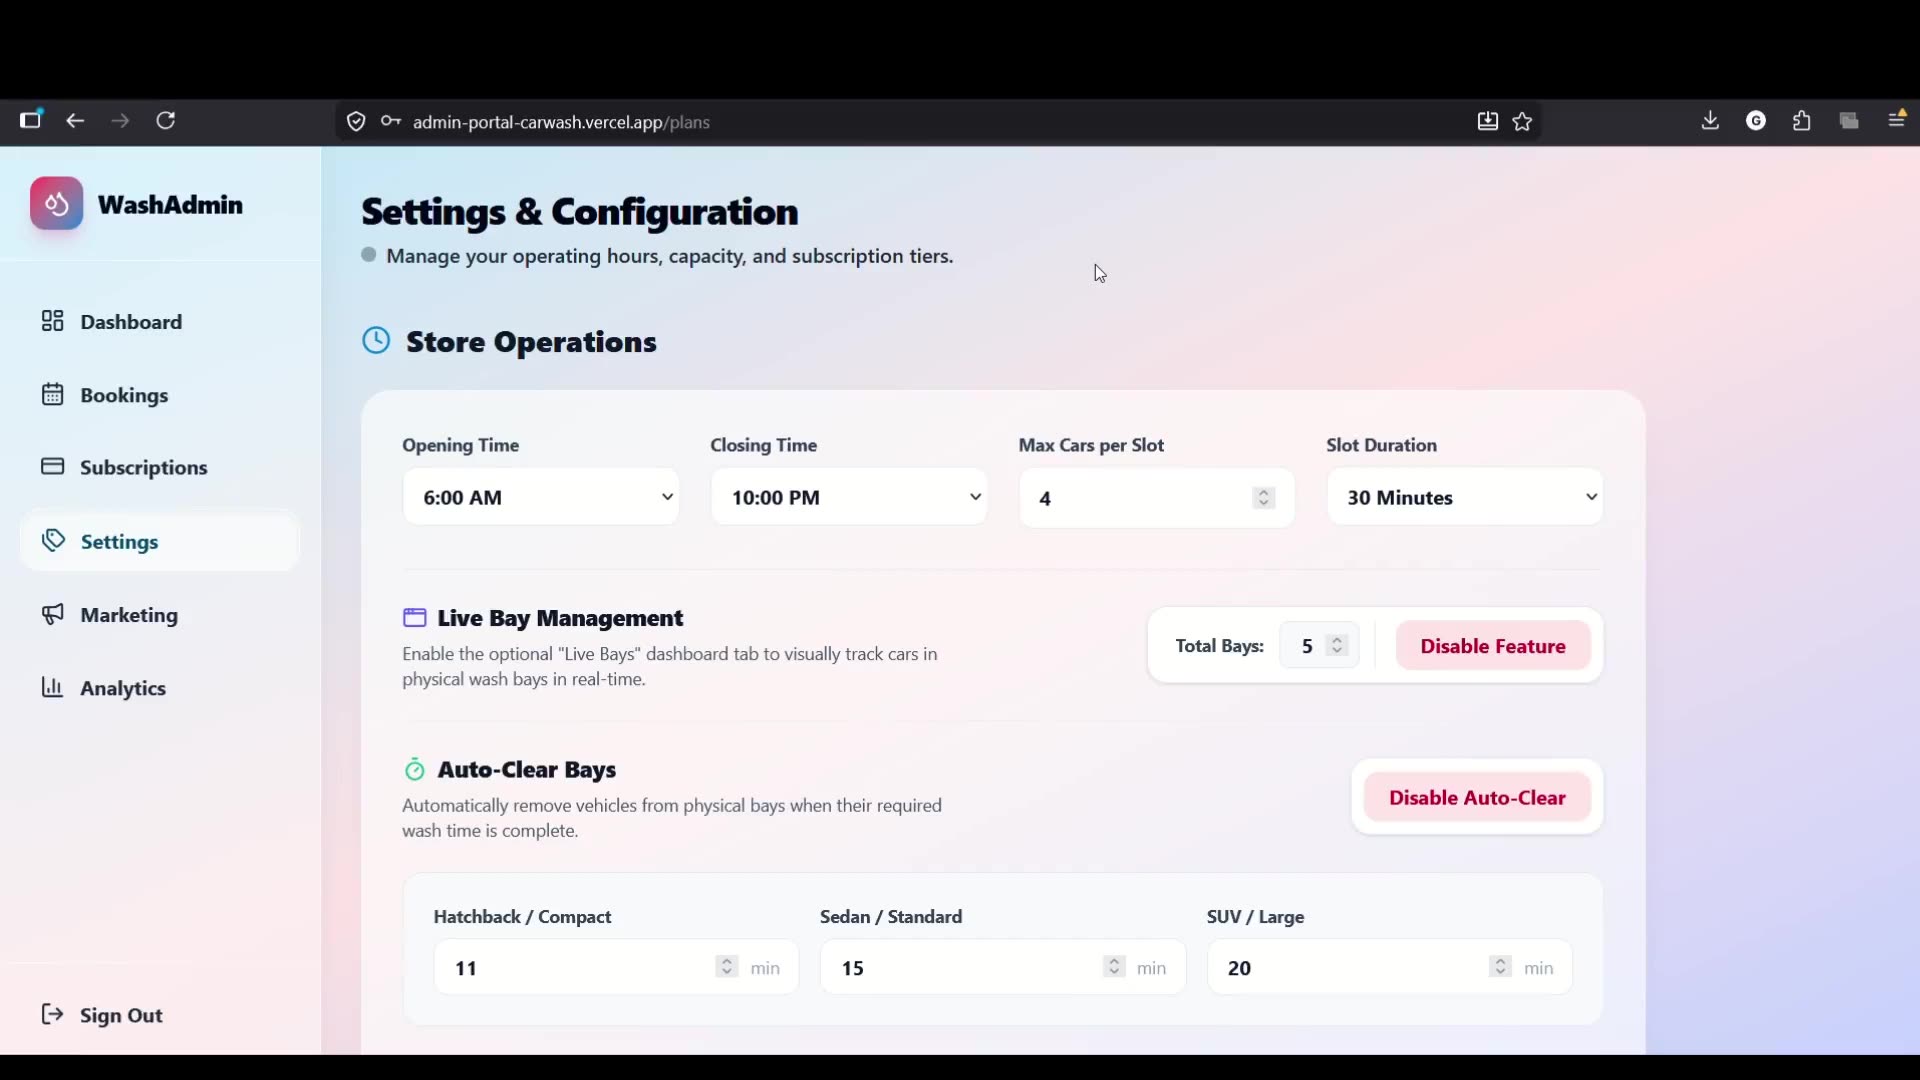 admin-portal-carwash.vercel.app/plans
G
WashAdmin
Dashboard
Bookings
Subscriptions
Settings
Marketing
Analytics
Sign Out
Settings & Configuration
Manage your operating hours, capacity, and subscription tiers.
Store Operations
Opening Time
6:00 AM
Closing Time
10:00 PM
Max Cars per Slot
4
Slot Duration
30 Minutes
Live Bay Management
Enable the optional "Live Bays" dashboard tab to visually track cars in
physical wash bays in real-time.
Total Bays: 5
Disable Feature
Auto-Clear Bays
Automatically remove vehicles from physical bays when their required
wash time is complete.
Disable Auto-Clear
Hatchback / Compact
11 min
Sedan / Standard
15 min
SUV / Large
20 min